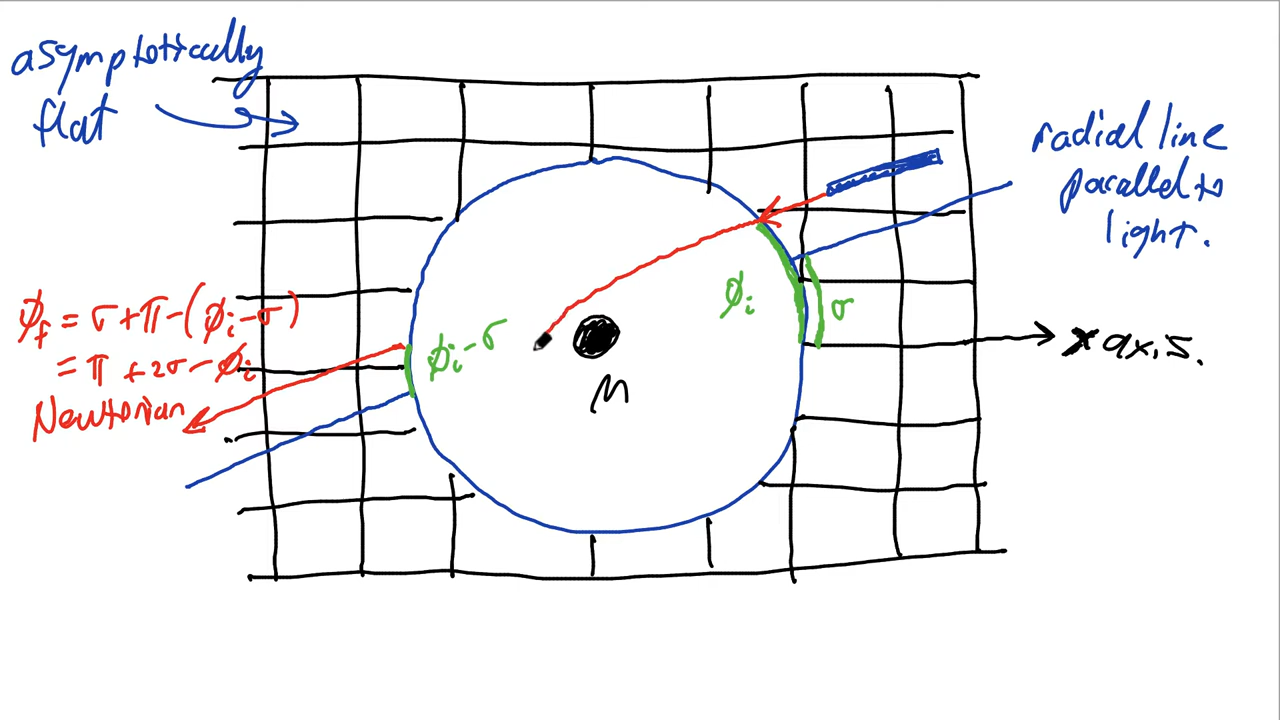 asymptotically
flat
radial line
parallel to
light.
ϕi
σ
x axis.
ϕi - σ
M
ϕf = σ + π - (ϕi - σ)
= π + 2σ - ϕi
Newtonian